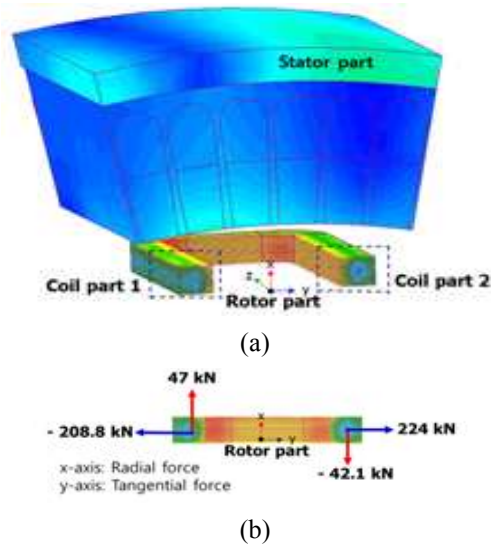 Stator part
Coil part 1
x
z
y
Rotor part
Coil part 2
(a)
47 kN
- 208.8 kN
x
y
224 kN
Rotor part
- 42.1 kN
x-axis: Radial force
y-axis: Tangential force
(b)